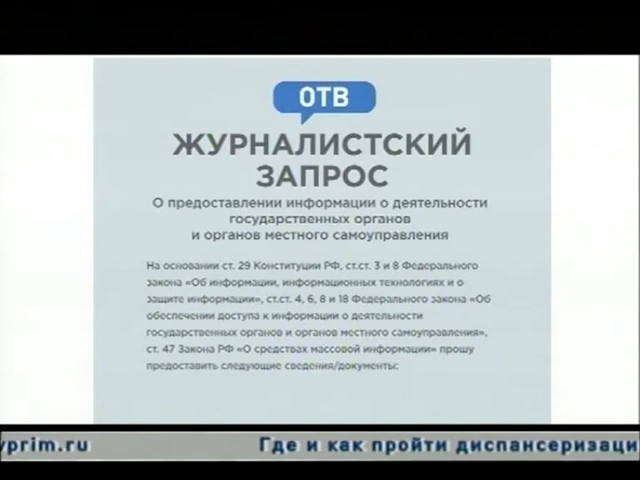 ОТВ
ЖУРНАЛИСТСКИЙ
ЗАПРОС
О предоставлении информации о деятельности
государственных органов
и органов местного самоуправления
На основании ст. 29 Конституции РФ, ст.ст. 3 и 8 Федерального
закона «Об информации, информационных технологиях и о
защите информации», ст.ст. 4, 6, 8 и 18 Федерального закона «Об
обеспечении доступа к информации о деятельности
государственных органов и органов местного самоуправления»,
ст. 47 Закона РФ «О средствах массовой информации» прошу
предоставить следующие сведения/документы:
vprim.ru Где и как пройти диспансеризаци